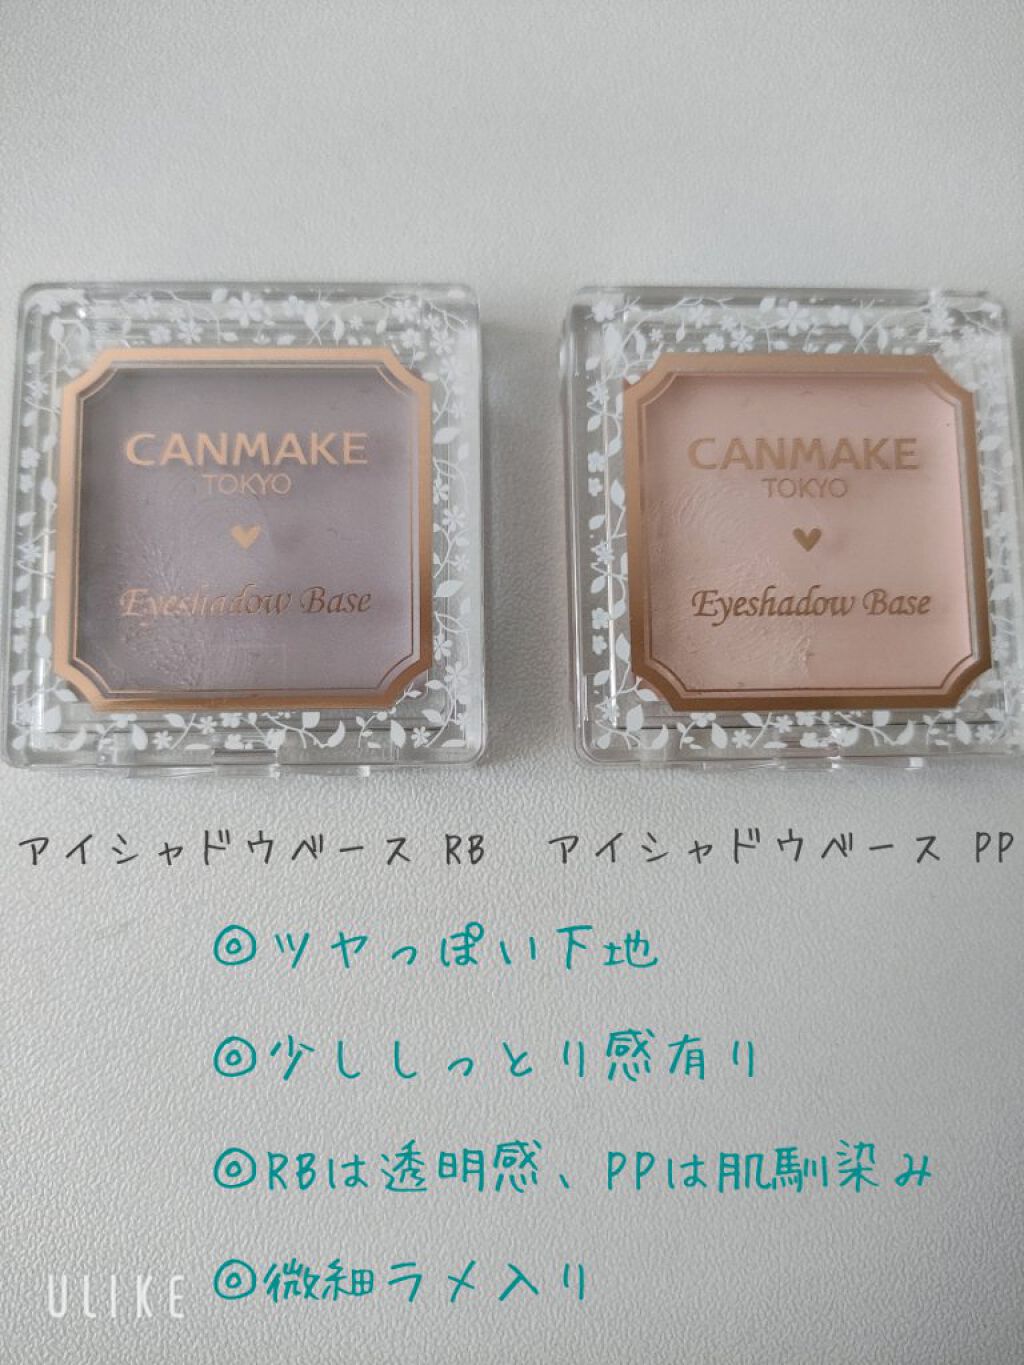 CANMAKE
TOKYO
Eyeshadow Base
CANMAKE
TOKYO
Eyeshadow Base
アイシャドウベース RB
アイシャドウベース PP
◎ツヤっぽい下地
◎少ししっとり感有り
◎RBは透明感、PPは肌馴染み
◎微細ラメ入り
ULIKE